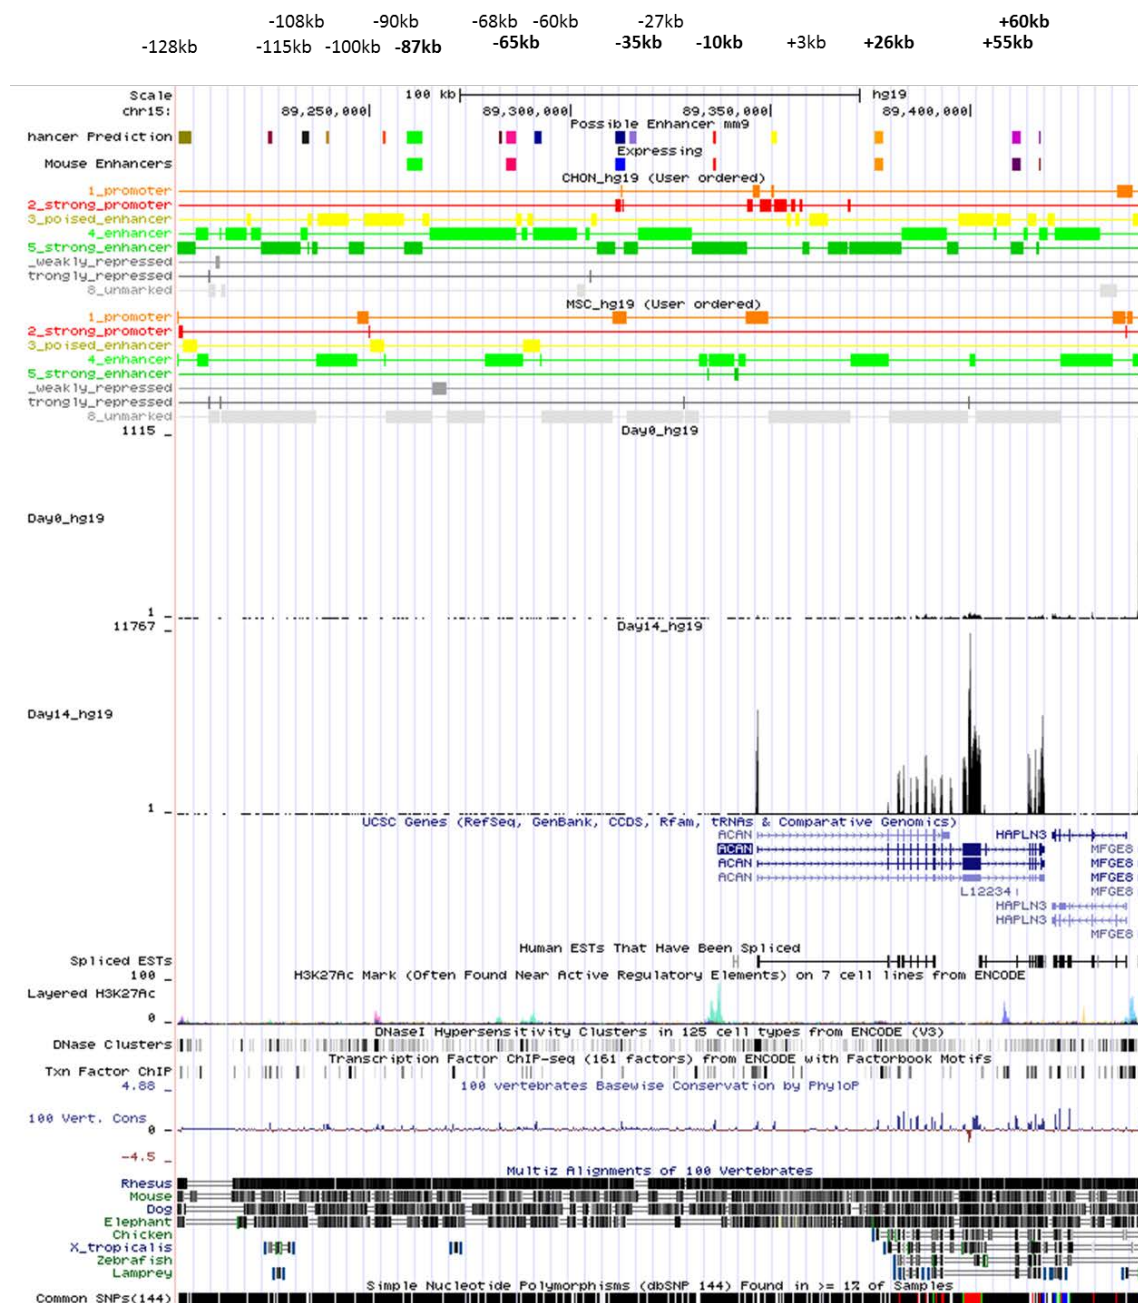 -108kb -90kb -68kb -60kb -27kb +60kb
-128kb -115kb -100kb -87kb -65kb -35kb -10kb +3kb +26kb +55kb
Scale 100 kb hg19
chr15: 89,250,000 89,300,000 89,350,000 89,400,000
Possible Enhancer mm9
hancer Prediction
Expressing
Mouse Enhancers
CHON_hg19 (User ordered)
1_promoter
2_strong_promoter
3_poised_enhancer
4_enhancer
5_strong_enhancer
_weakly_repressed
trongly_repressed
8_unmarked
MSC_hg19 (User ordered)
1_promoter
2_strong_promoter
3_poised_enhancer
4_enhancer
5_strong_enhancer
_weakly_repressed
trongly_repressed
8_unmarked
1115 _ Day0_hg19
Day0_hg19
1 _
11767 _ Day14_hg19
Day14_hg19
1 _
UCSC Genes (RefSeq, GenBank, CCDS, Rfam, tRNAs & Comparative Genomics)
ACAN HAPLN3
ACAN MFGE8
ACAN MFGE8
ACAN MFGE8
L12234 MFGE8
HAPLN3 MFGE8
HAPLN3 MFGE8
MFGE8
Human ESTs That Have Been Spliced
Spliced ESTs
100 _ H3K27Ac Mark (Often Found Near Active Regulatory Elements) on 7 cell lines from ENCODE
Layered H3K27Ac
0 _
DNaseI Hypersensitivity Clusters in 125 cell types from ENCODE (V3)
DNase Clusters
Transcription Factor ChIP-seq (161 factors) from ENCODE with Factorbook Motifs
Txn Factor ChIP
4.88 _ 100 vertebrates Basewise Conservation by PhyloP
100 Vert. Cons
0 _
-4.5 _
Multiz Alignments of 100 Vertebrates
Rhesus
Mouse
Dog
Elephant
Chicken
X_tropicalis
Zebrafish
Lamprey
Simple Nucleotide Polymorphisms (dbSNP 144) Found in >= 1% of Samples
Common SNPs(144)